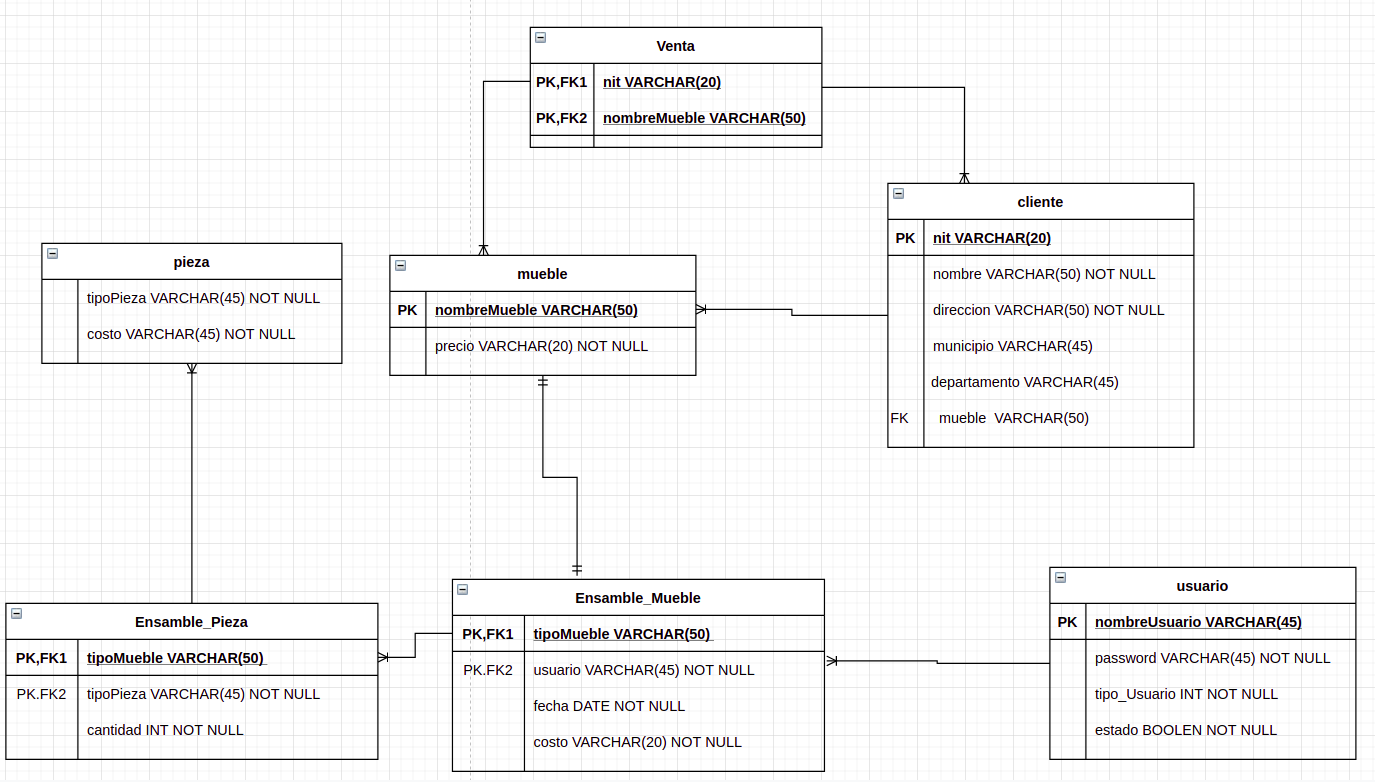 Venta
PK,FK1 nit VARCHAR(20)
PK,FK2 nombreMueble VARCHAR(50)
cliente
PK nit VARCHAR(20)
nombre VARCHAR(50) NOT NULL
direccion VARCHAR(50) NOT NULL
municipio VARCHAR(45)
departamento VARCHAR(45)
FK mueble VARCHAR(50)
pieza
tipoPieza VARCHAR(45) NOT NULL
costo VARCHAR(45) NOT NULL
mueble
PK nombreMueble VARCHAR(50)
precio VARCHAR(20) NOT NULL
Ensamble_Pieza
PK,FK1 tipoMueble VARCHAR(50)
PK.FK2 tipoPieza VARCHAR(45) NOT NULL
cantidad INT NOT NULL
Ensamble_Mueble
PK,FK1 tipoMueble VARCHAR(50)
PK.FK2 usuario VARCHAR(45) NOT NULL
fecha DATE NOT NULL
costo VARCHAR(20) NOT NULL
usuario
PK nombreUsuario VARCHAR(45)
password VARCHAR(45) NOT NULL
tipo_Usuario INT NOT NULL
estado BOOLEN NOT NULL